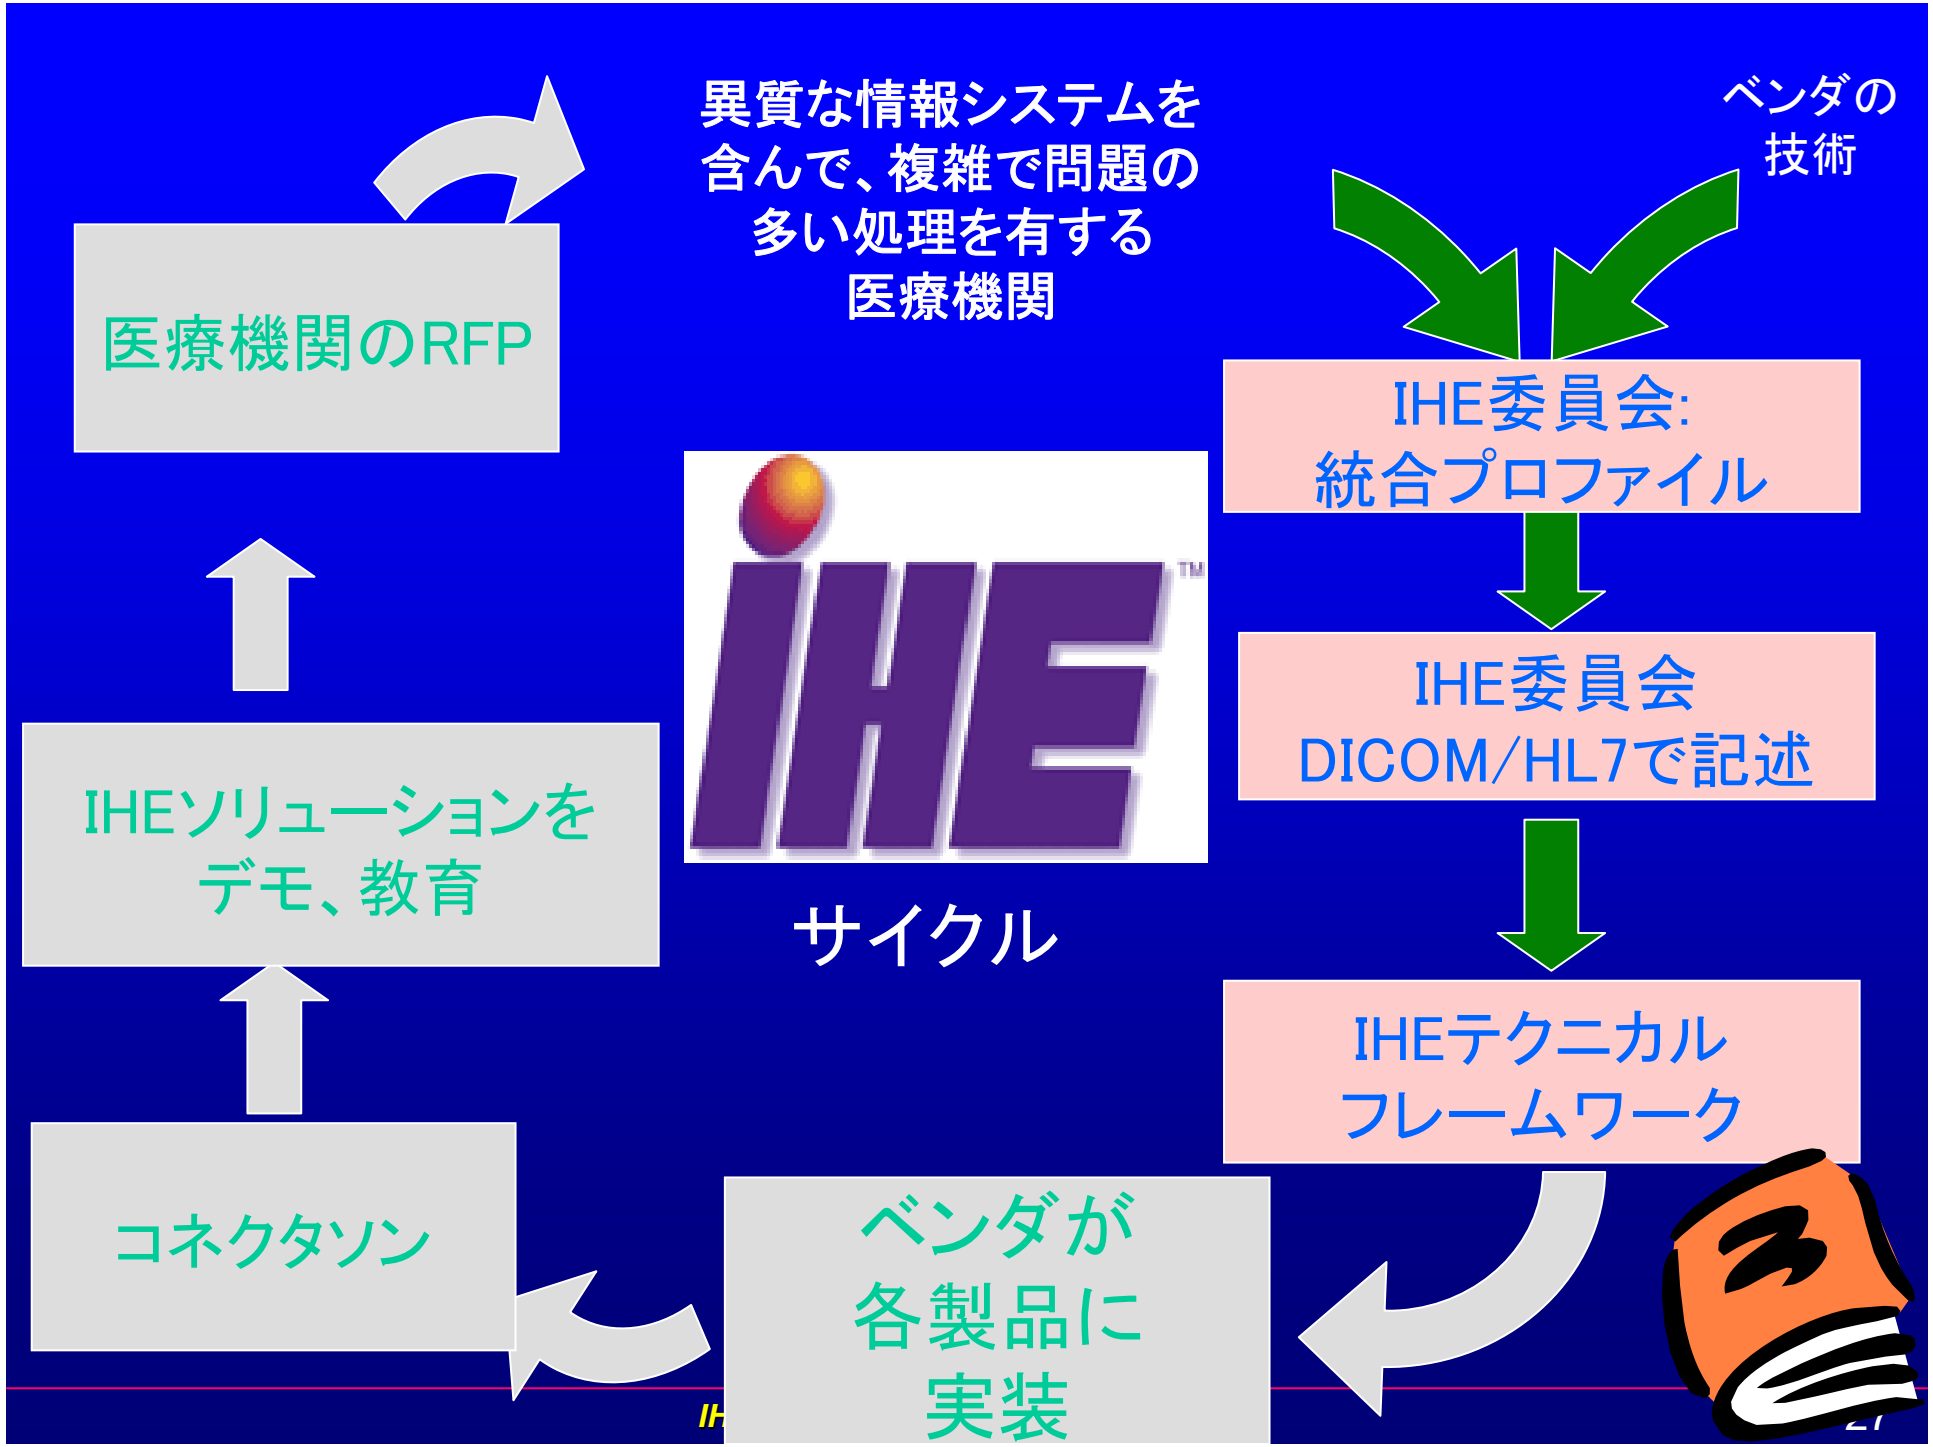 異質な情報システムを
含んで、複雑で問題の
多い処理を有する
医療機関
ベンダの
技術
IHE委員会:
統合プロファイル
IHE委員会
DICOM/HL7で記述
IHEテクニカル
フレームワーク
ベンダが
各製品に
実装
コネクタソン
IHEソリューションを
デモ、教育
医療機関のRFP
IHE
TM
サイクル
27